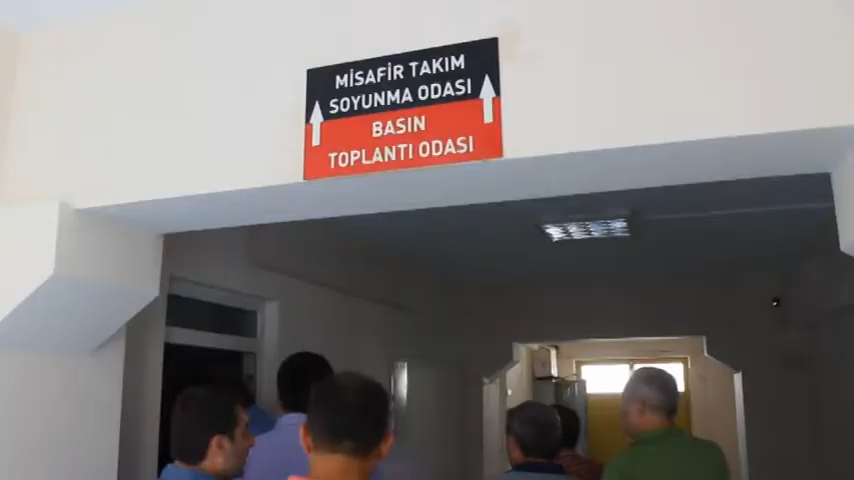 MİSAFİR TAKIM
SOYUNMA ODASI
BASIN
TOPLANTI ODASI